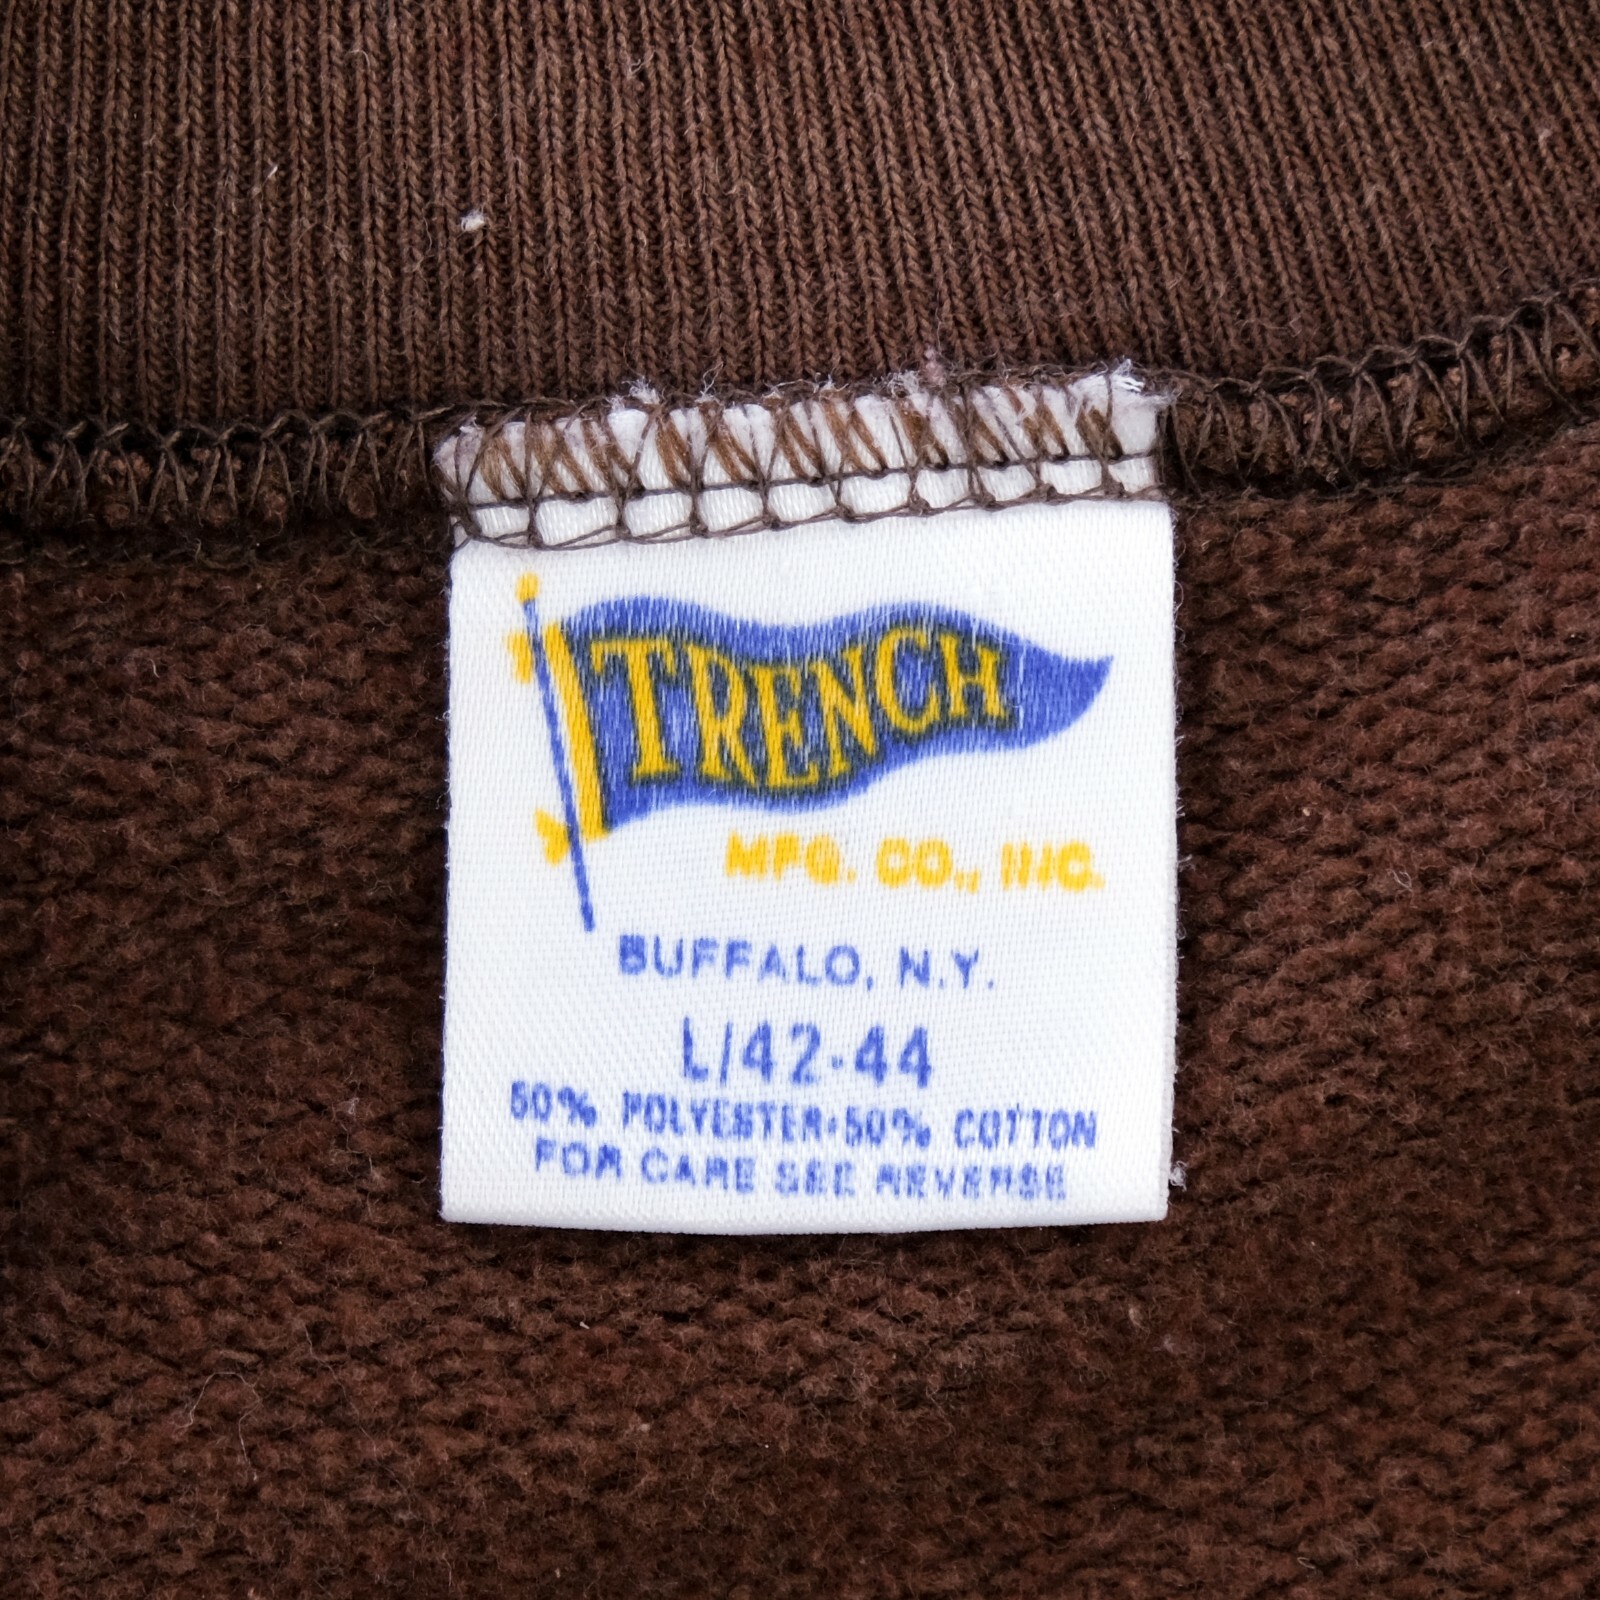 TRENCH
MFG. CO., INC.
BUFFALO, N.Y.
L/42-44
50% POLYESTER·50% COTTON
FOR CARE SEE REVERSE